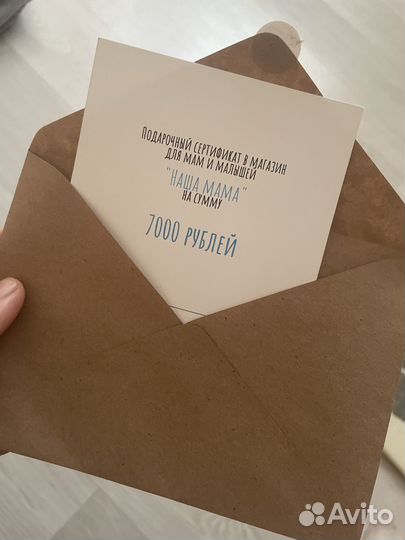 Подарочный сертификат в магазин
для мам и малышей
"Наша мама"
на сумму
7000 рублей
Avito